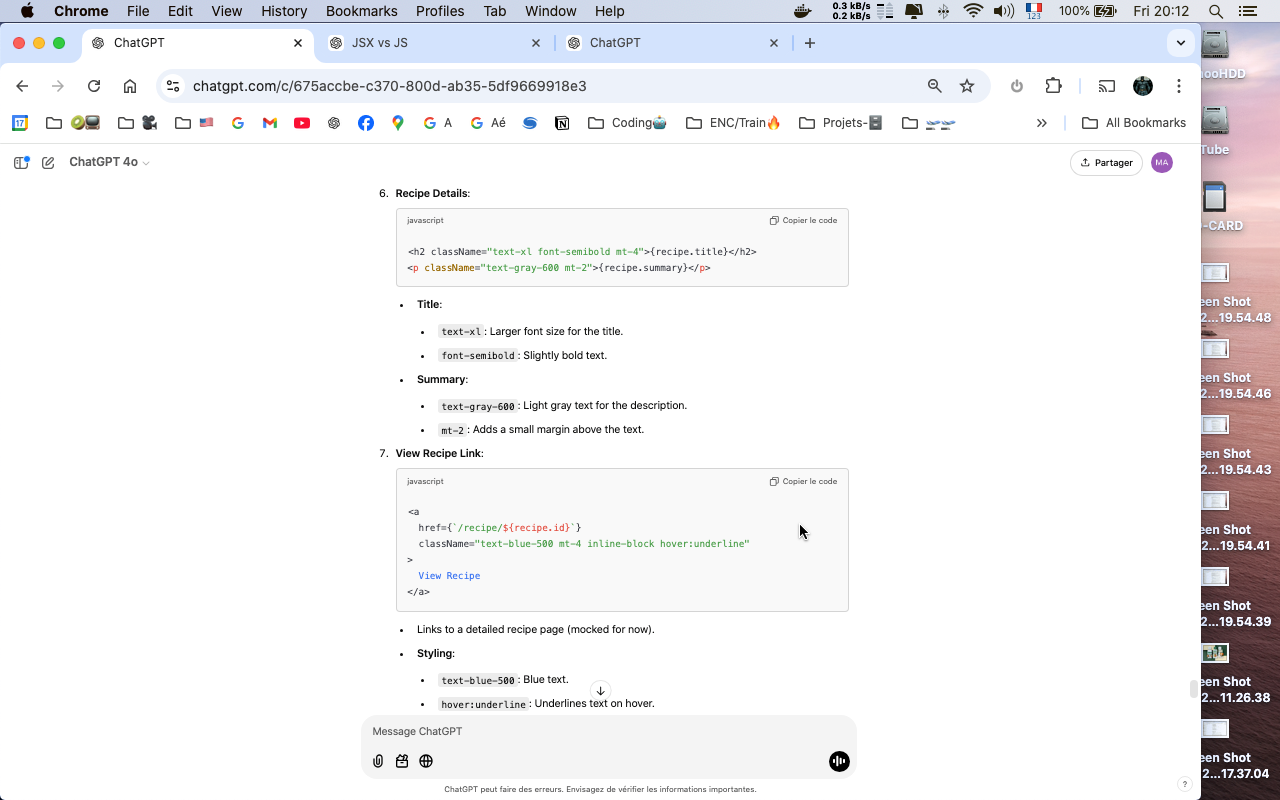 Chrome File Edit View History Bookmarks Profiles Tab Window Help 0.3 kB/s 0.2 kB/s 123 100% Fri 20:12
ChatGPT JSX vs JS ChatGPT
chatgpt.com/c/675accbe-c370-800d-ab35-5df9669918e3
17 G A G Aé Coding ENC/Train Projets- All Bookmarks
ChatGPT 4o Partager MA
6. Recipe Details:
javascript Copier le code
<h2 className="text-xl font-semibold mt-4">{recipe.title}</h2>
<p className="text-gray-600 mt-2">{recipe.summary}</p>
Title:
text-xl: Larger font size for the title.
font-semibold: Slightly bold text.
Summary:
text-gray-600: Light gray text for the description.
mt-2: Adds a small margin above the text.
7. View Recipe Link:
javascript Copier le code
<a
href={`/recipe/${recipe.id}`}
className="text-blue-500 mt-4 inline-block hover:underline"
>
View Recipe
</a>
Links to a detailed recipe page (mocked for now).
Styling:
text-blue-500: Blue text.
hover:underline: Underlines text on hover.
Message ChatGPT
ChatGPT peut faire des erreurs. Envisagez de vérifier les informations importantes.
?
ooHDD
Tube
-CARD
een Shot
2...19.54.48
een Shot
2...19.54.46
een Shot
2...19.54.43
een Shot
2...19.54.41
een Shot
2...19.54.39
een Shot
2...11.26.38
een Shot
2...17.37.04